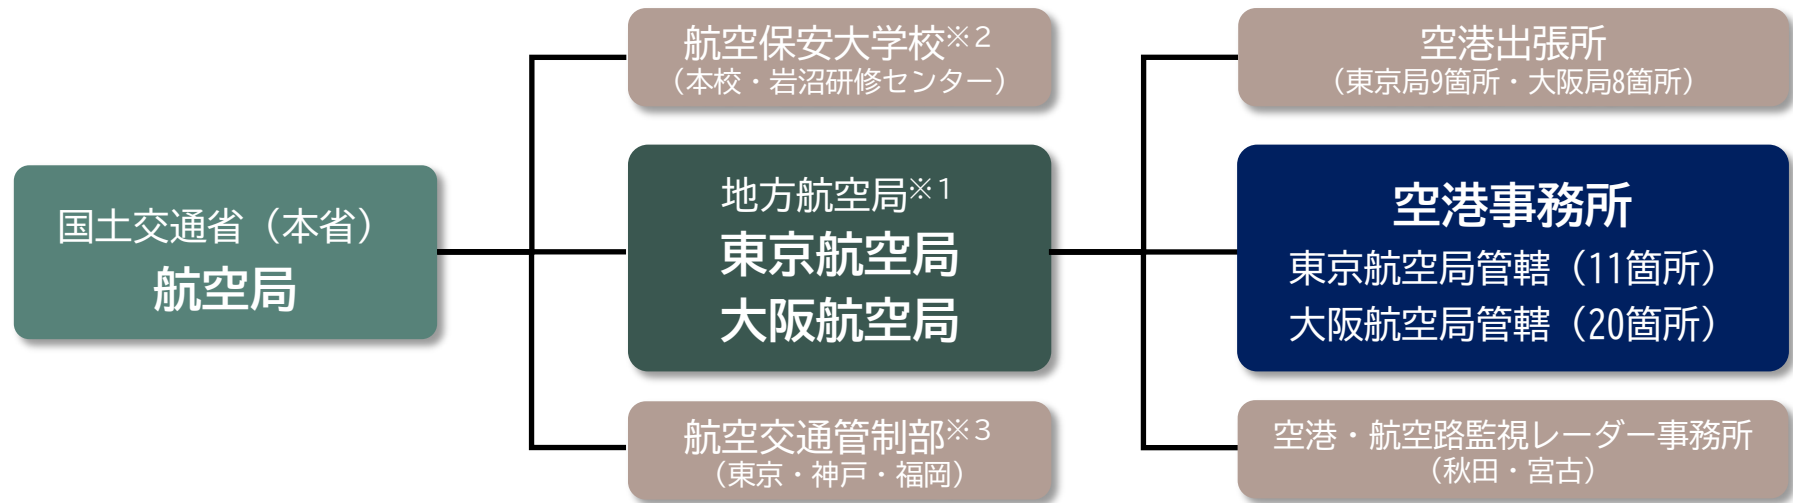 国土交通省（本省）
航空局
航空保安大学校※2
（本校・岩沼研修センター）
地方航空局※1
東京航空局
大阪航空局
航空交通管制部※3
（東京・神戸・福岡）
空港出張所
（東京局9箇所・大阪局8箇所）
空港事務所
東京航空局管轄（11箇所）
大阪航空局管轄（20箇所）
空港・航空路監視レーダー事務所
（秋田・宮古）